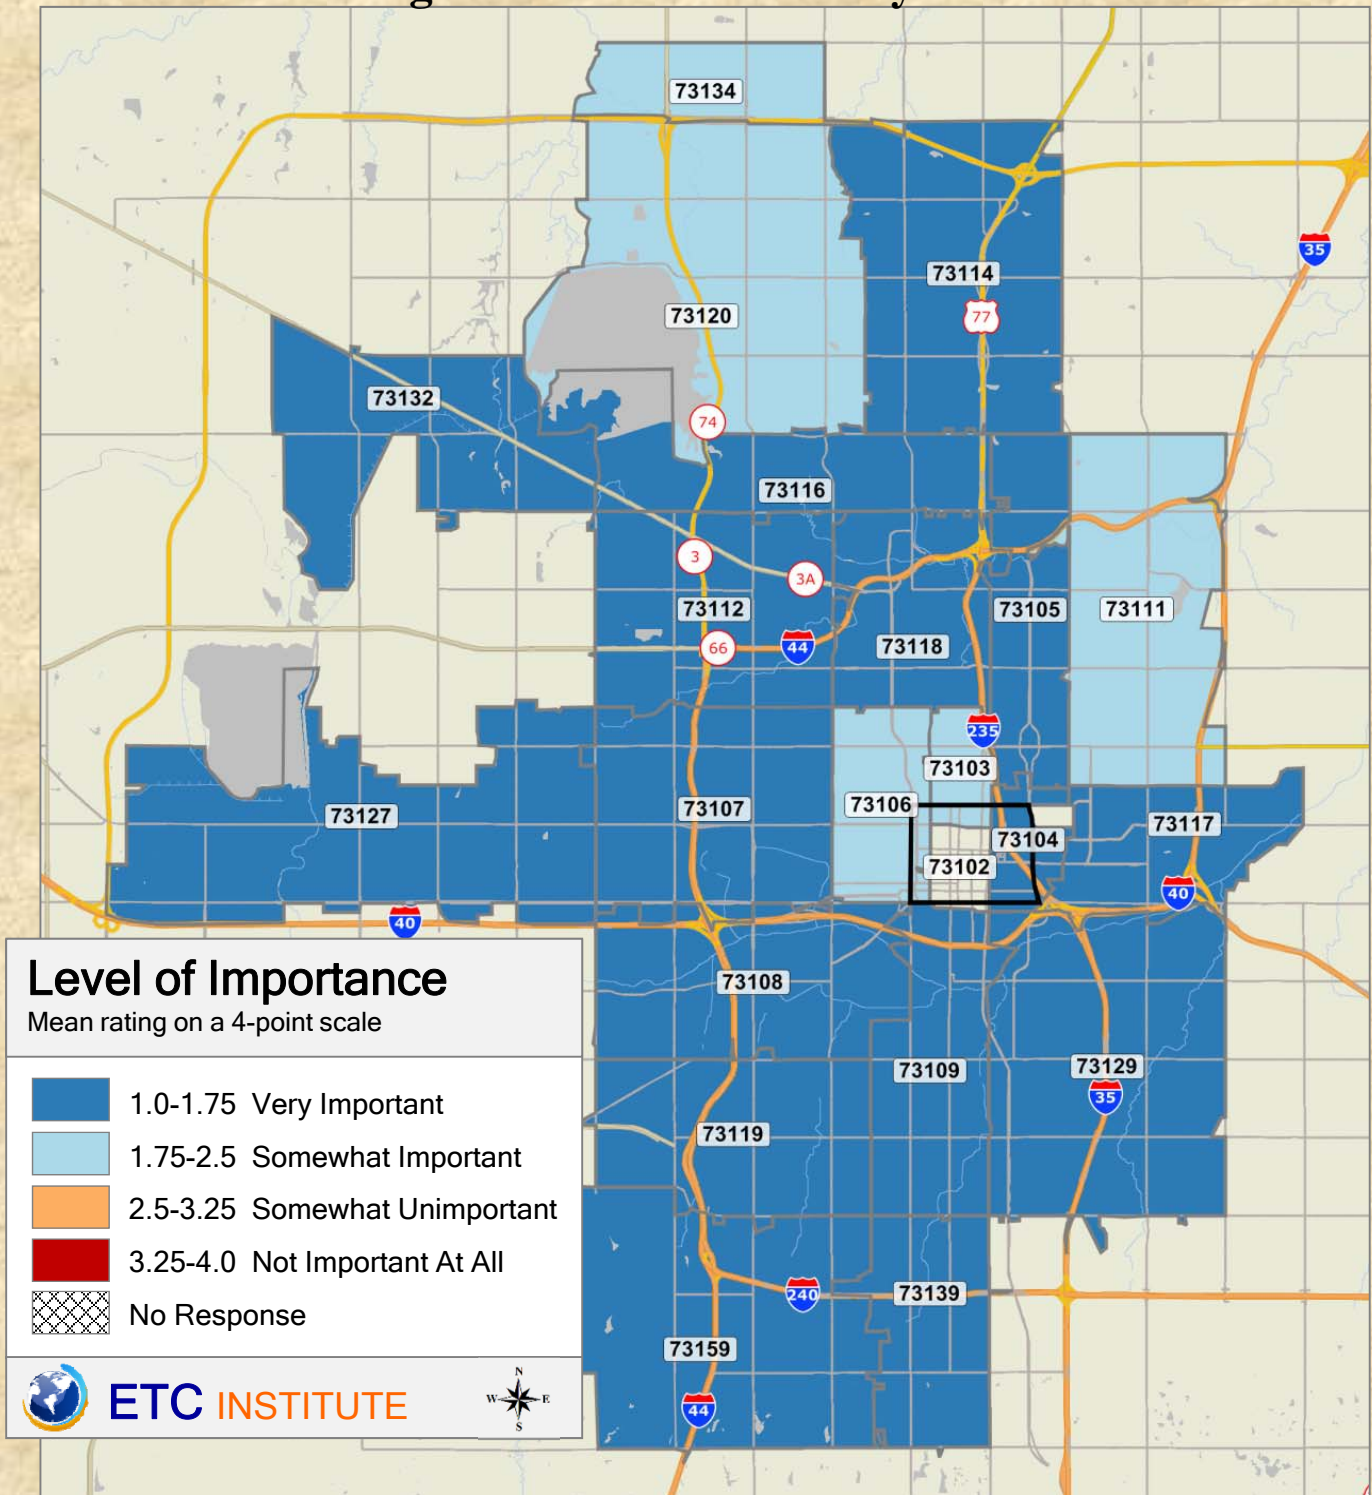 73134
35
73114
73120
77
73132
74
73116
3
3A
73112
73105
73111
66
44
73118
235
73103
73106
73127
73107
73117
73104
73102
40
40
Level of Importance
Mean rating on a 4-point scale
73108
73109
73129
35
1.0-1.75 Very Important
73119
1.75-2.5 Somewhat Important
2.5-3.25 Somewhat Unimportant
3.25-4.0 Not Important At All
240
73139
No Response
73159
ETC INSTITUTE
N
W
E
S
44